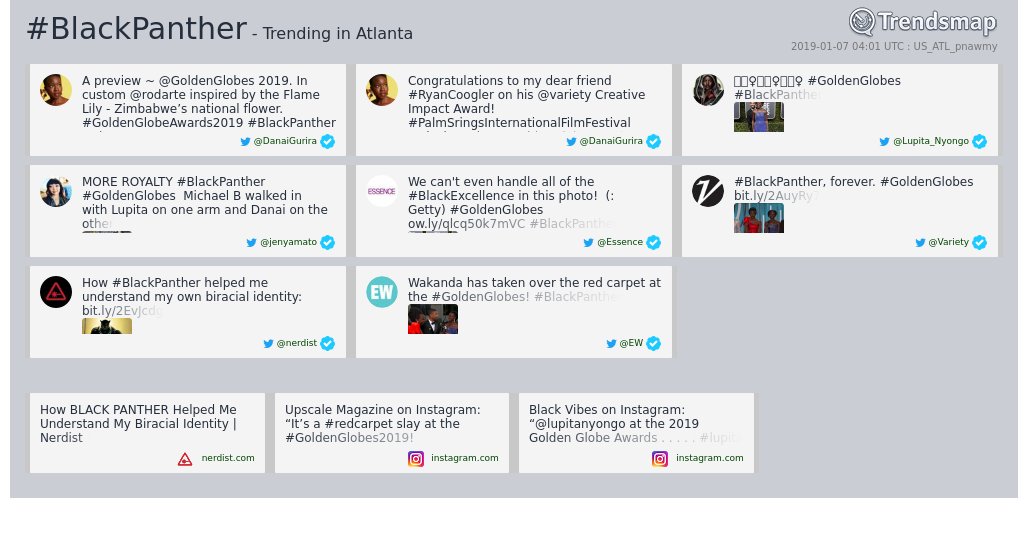 #BlackPanther - Trending in Atlanta
Trendsmap
2019-01-07 04:01 UTC : US_ATL_pnawmy
A preview ~ @GoldenGlobes 2019. In
custom @rodarte inspired by the Flame
Lily - Zimbabwe’s national flower.
#GoldenGlobeAwards2019 #BlackPanther
@DanaiGurira
Congratulations to my dear friend
#RyanCoogler on his @variety Creative
Impact Award!
#PalmSringsInternationalFilmFestival
@DanaiGurira
♀♀♀ #GoldenGlobes
#BlackPanther
@Lupita_Nyongo
MORE ROYALTY #BlackPanther
#GoldenGlobes Michael B walked in
with Lupita on one arm and Danai on the
other
@jenyamato
ESSENCE
We can't even handle all of the
#BlackExcellence in this photo! (:
Getty) #GoldenGlobes
ow.ly/qlcq50k7mVC #BlackPanther
@Essence
#BlackPanther, forever. #GoldenGlobes
bit.ly/2AuyRy7
@Variety
How #BlackPanther helped me
understand my own biracial identity:
bit.ly/2EvJcdg
@nerdist
EW
Wakanda has taken over the red carpet at
the #GoldenGlobes! #BlackPanther
@EW
How BLACK PANTHER Helped Me
Understand My Biracial Identity |
Nerdist
nerdist.com
Upscale Magazine on Instagram:
“It’s a #redcarpet slay at the
#GoldenGlobes2019!
instagram.com
Black Vibes on Instagram:
“@lupitanyongo at the 2019
Golden Globe Awards . . . . . #lupita
instagram.com